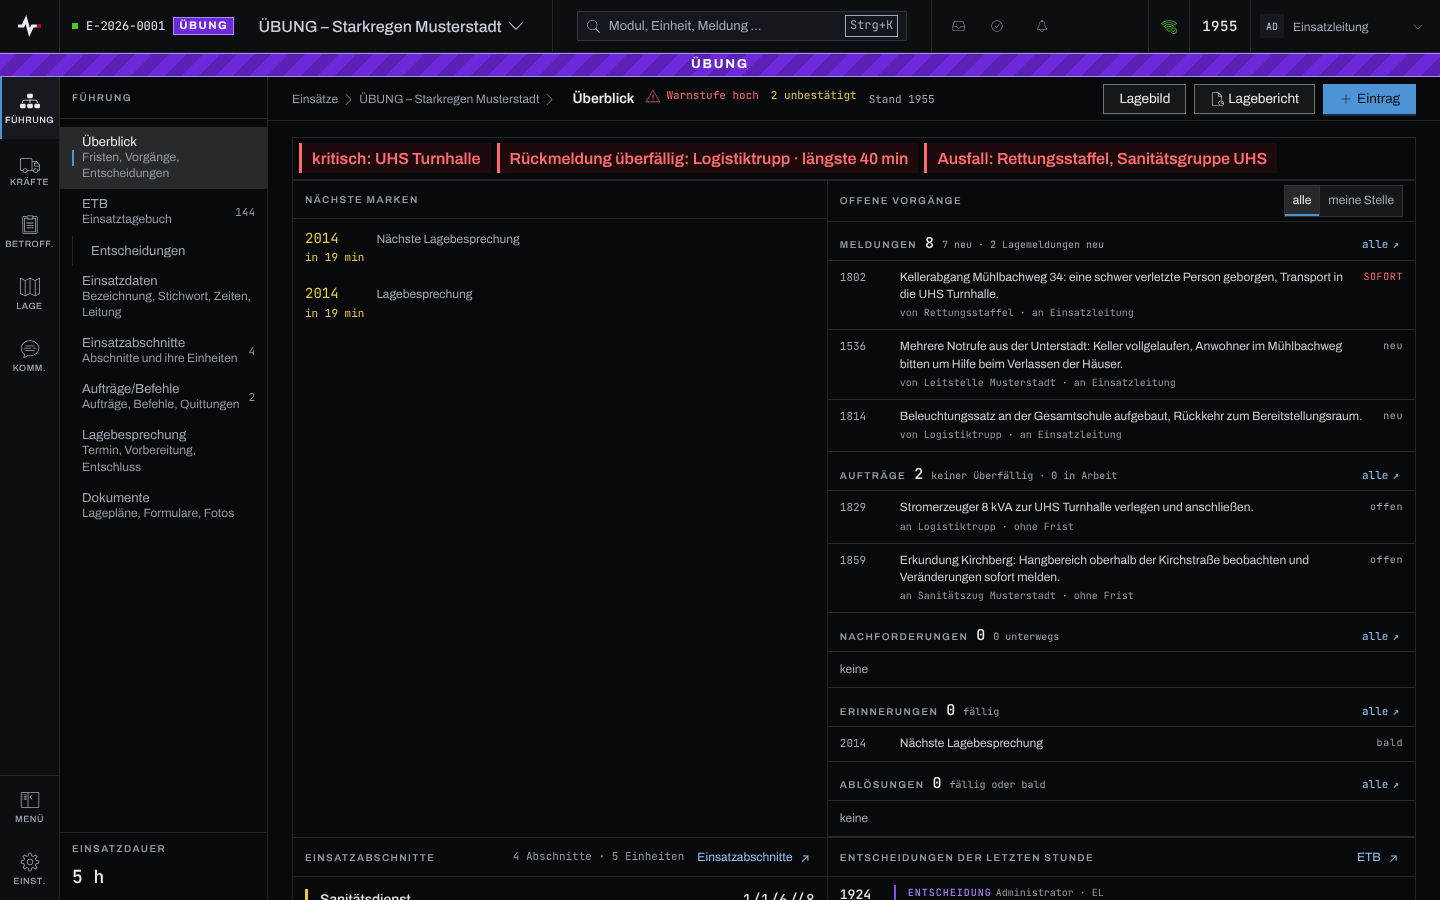 E-2026-0001 ÜBUNG ÜBUNG – Starkregen Musterstadt
Modul, Einheit, Meldung ... Strg+K
1955
AD Einsatzleitung
ÜBUNG
FÜHRUNG
KRÄFTE
BETROFF.
LAGE
KOMM.
MENÜ
EINST.
FÜHRUNG
Überblick
Fristen, Vorgänge,
Entscheidungen
ETB
Einsatztagebuch
144
Entscheidungen
Einsatzdaten
Bezeichnung, Stichwort, Zeiten,
Leitung
Einsatzabschnitte
Abschnitte und ihre Einheiten
4
Aufträge/Befehle
Aufträge, Befehle, Quittungen
2
Lagebesprechung
Termin, Vorbereitung,
Entschluss
Dokumente
Lagepläne, Formulare, Fotos
EINSATZDAUER
5 h
Einsätze ÜBUNG – Starkregen Musterstadt Überblick Warnstufe hoch 2 unbestätigt Stand 1955
Lagebild Lagebericht + Eintrag
kritisch: UHS Turnhalle Rückmeldung überfällig: Logistiktrupp · längste 40 min Ausfall: Rettungsstaffel, Sanitätsgruppe UHS
NÄCHSTE MARKEN
2014 Nächste Lagebesprechung
in 19 min
2014 Lagebesprechung
in 19 min
OFFENE VORGÄNGE alle meine Stelle
MELDUNGEN 8 7 neu · 2 Lagemeldungen neu alle ↗
1802 Kellerabgang Mühlbachweg 34: eine schwer verletzte Person geborgen, Transport in SOFORT
die UHS Turnhalle.
von Rettungsstaffel · an Einsatzleitung
1536 Mehrere Notrufe aus der Unterstadt: Keller vollgelaufen, Anwohner im Mühlbachweg neu
bitten um Hilfe beim Verlassen der Häuser.
von Leitstelle Musterstadt · an Einsatzleitung
1814 Beleuchtungssatz an der Gesamtschule aufgebaut, Rückkehr zum Bereitstellungsraum. neu
von Logistiktrupp · an Einsatzleitung
AUFTRÄGE 2 keiner überfällig · 0 in Arbeit alle ↗
1829 Stromerzeuger 8 kVA zur UHS Turnhalle verlegen und anschließen. offen
an Logistiktrupp · ohne Frist
1859 Erkundung Kirchberg: Hangbereich oberhalb der Kirchstraße beobachten und offen
Veränderungen sofort melden.
an Sanitätszug Musterstadt · ohne Frist
NACHFORDERUNGEN 0 0 unterwegs alle ↗
keine
ERINNERUNGEN 0 fällig alle ↗
2014 Nächste Lagebesprechung bald
ABLÖSUNGEN 0 fällig oder bald alle ↗
keine
EINSATZABSCHNITTE 4 Abschnitte · 5 Einheiten Einsatzabschnitte ↗
Sanitätsdienst 1/1/6//8
ENTSCHEIDUNGEN DER LETZTEN STUNDE ETB ↗
1924 ENTSCHEIDUNG Administrator · EL